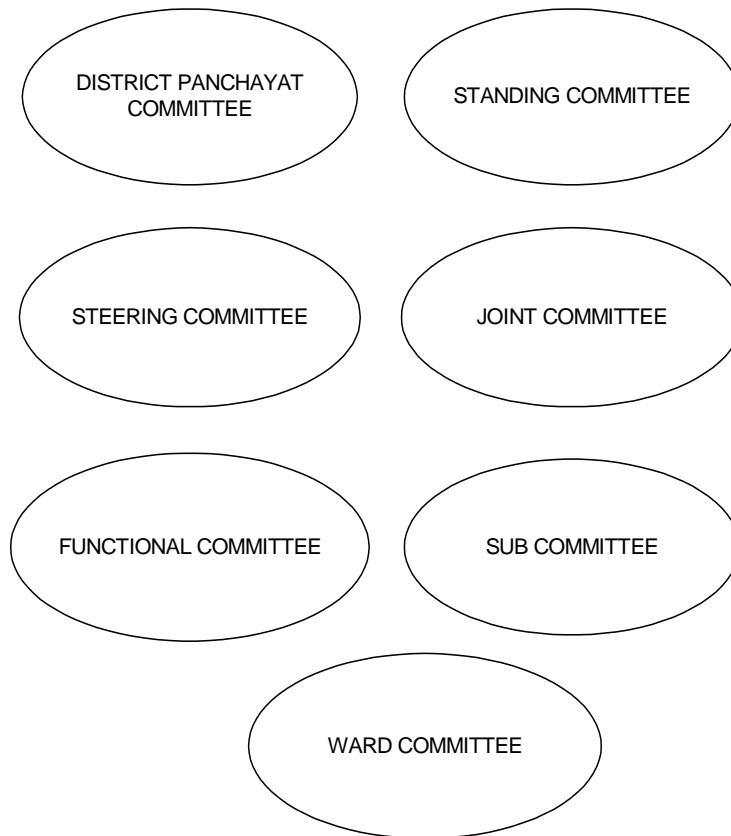 DISTRICT PANCHAYAT
COMMITTEE
STANDING COMMITTEE
STEERING COMMITTEE
JOINT COMMITTEE
FUNCTIONAL COMMITTEE
SUB COMMITTEE
WARD COMMITTEE